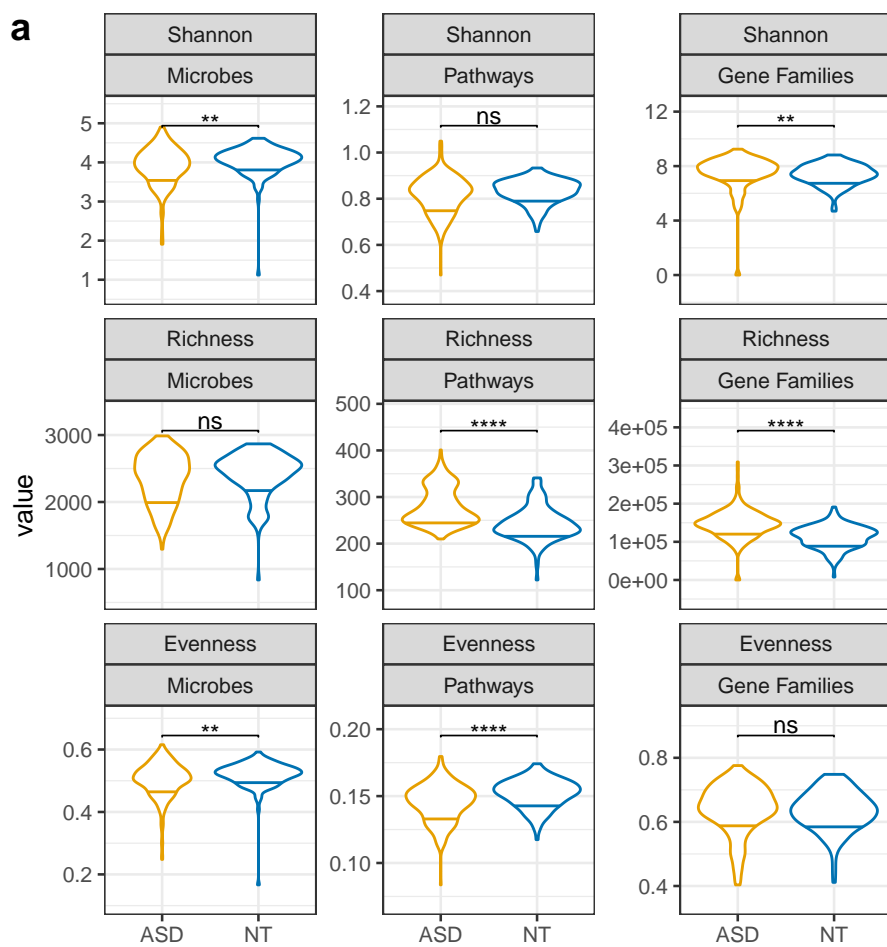 a
Shannon
Microbes
**
5
4
3
2
1
Shannon
Pathways
ns
1.2
1.0
0.8
0.6
0.4
Shannon
Gene Families
**
12
8
4
0
value
Richness
Microbes
ns
3000
2000
1000
Richness
Pathways
****
500
400
300
200
100
Richness
Gene Families
****
4e+05
3e+05
2e+05
1e+05
0e+00
Evenness
Microbes
**
0.6
0.4
0.2
ASD NT
Evenness
Pathways
****
0.20
0.15
0.10
ASD NT
Evenness
Gene Families
ns
0.8
0.6
0.4
ASD NT